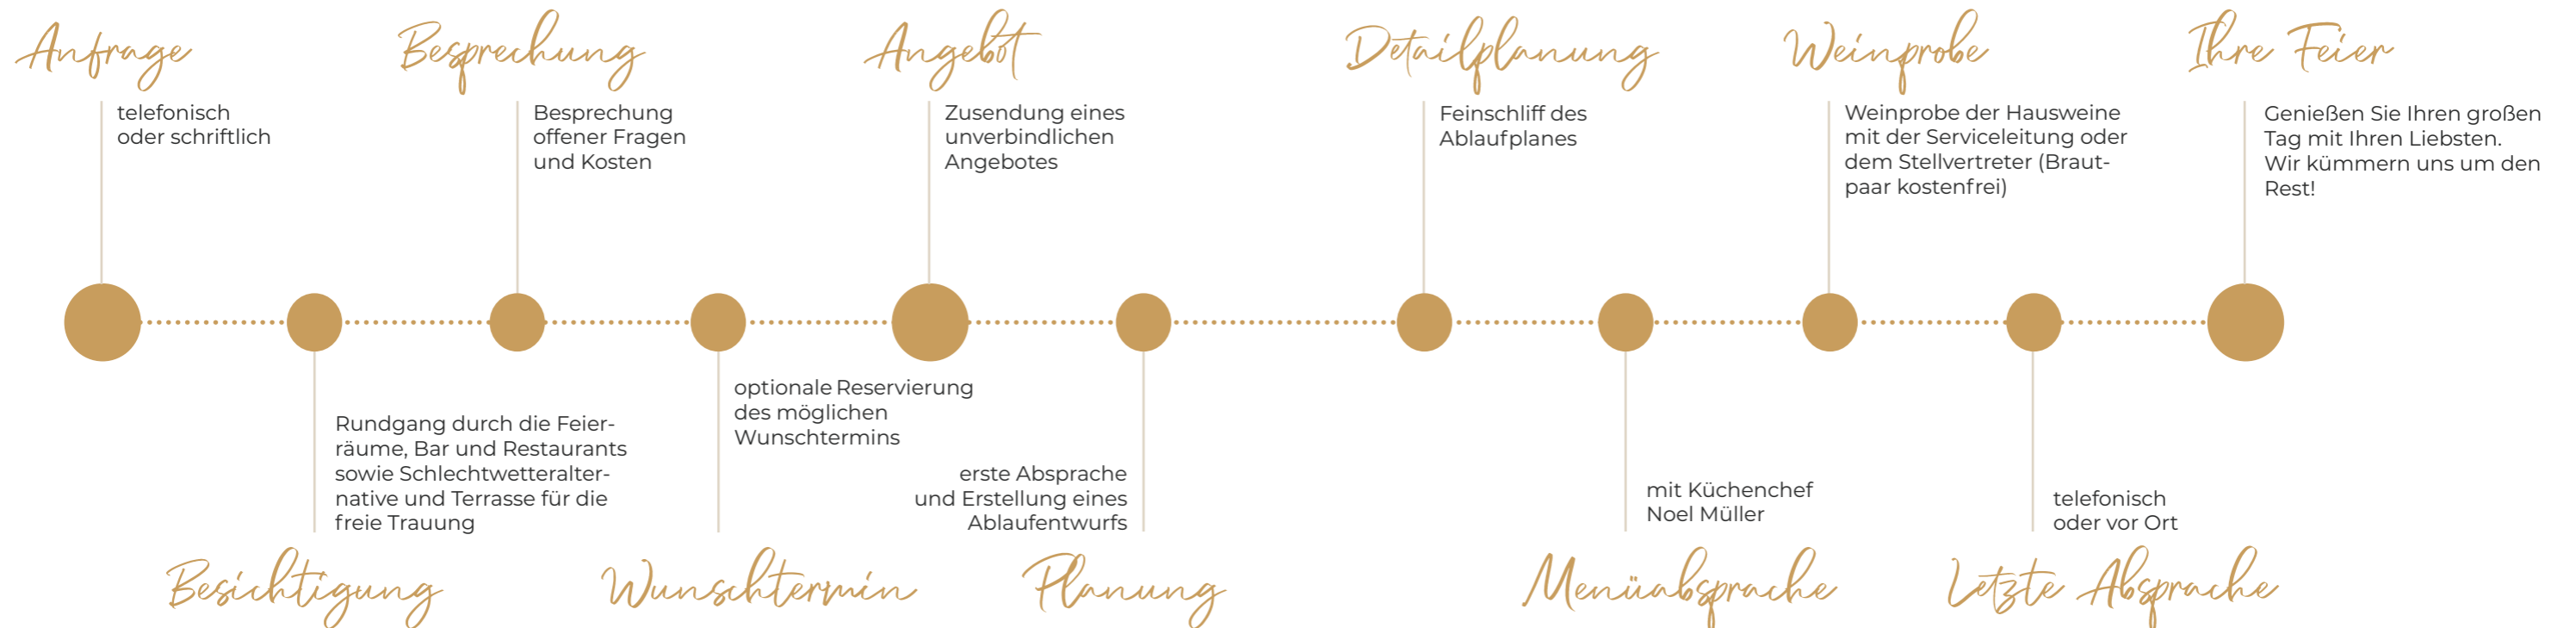 Anfrage
telefonisch
oder schriftlich
Besichtigung
Rundgang durch die Feier-
räume, Bar und Restaurants
sowie Schlechtwetteralter-
native und Terrasse für die
freie Trauung
Besprechung
Besprechung
offener Fragen
und Kosten
Wunschtermin
optionale Reservierung
des möglichen
Wunschtermins
Angebot
Zusendung eines
unverbindlichen
Angebotes
Planung
erste Absprache
und Erstellung eines
Ablaufentwurfs
Detailplanung
Feinschliff des
Ablaufplanes
Menüabsprache
mit Küchenchef
Noel Müller
Weinprobe
Weinprobe der Hausweine
mit der Serviceleitung oder
dem Stellvertreter (Braut-
paar kostenfrei)
Letzte Absprache
telefonisch
oder vor Ort
Ihre Feier
Genießen Sie Ihren großen
Tag mit Ihren Liebsten.
Wir kümmern uns um den
Rest!